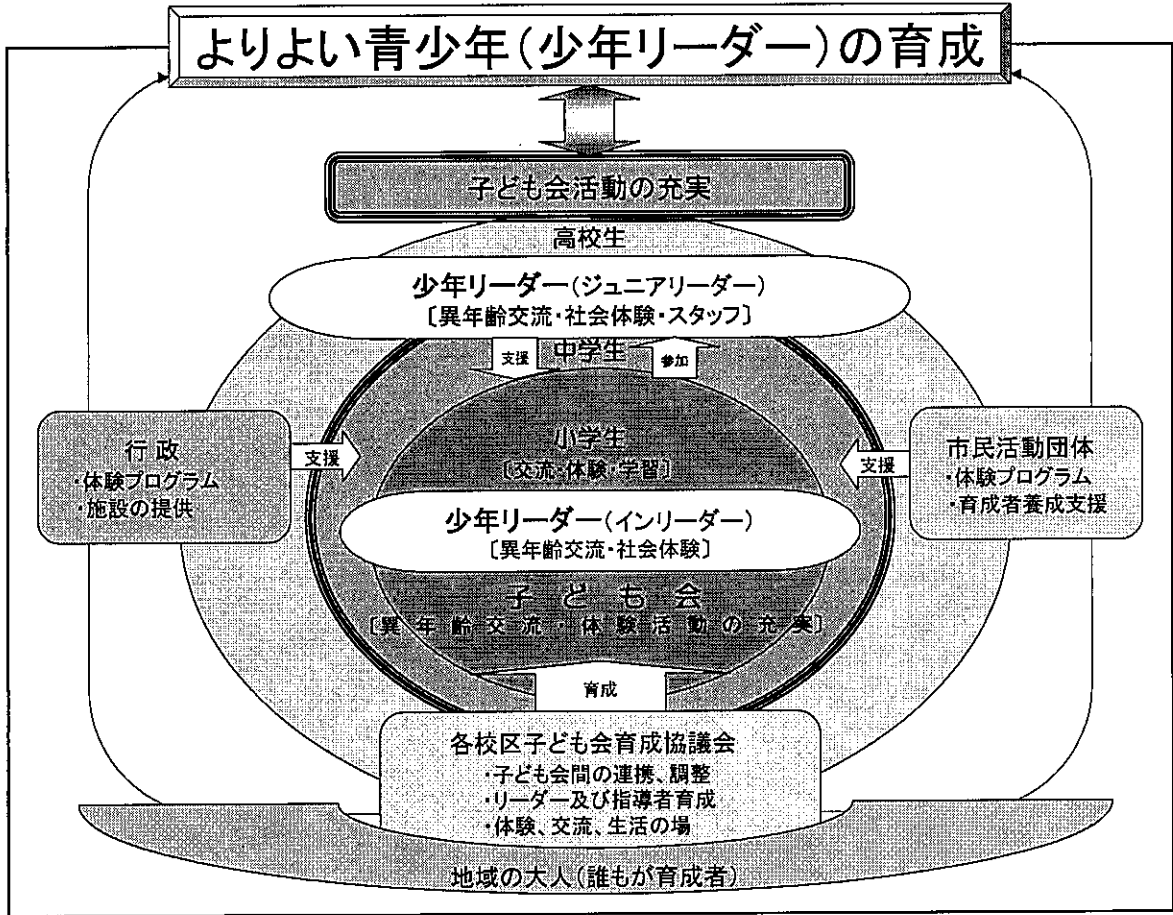 よりよい青少年(少年リーダー)の育成
子ども会活動の充実
高校生
少年リーダー(ジュニアリーダー)
〔異年齢交流・社会体験・スタッフ〕
支援
中学生
参加
行政
・体験プログラム
・施設の提供
支援
小学生
〔交流・体験・学習〕
支援
市民活動団体
・体験プログラム
・育成者養成支援
少年リーダー(インリーダー)
〔異年齢交流・社会体験〕
子ども会
〔異年齢交流・体験活動の充実〕
育成
各校区子ども会育成協議会
・子ども会間の連携、調整
・リーダー及び指導者育成
・体験、交流、生活の場
地域の大人(誰もが育成者)